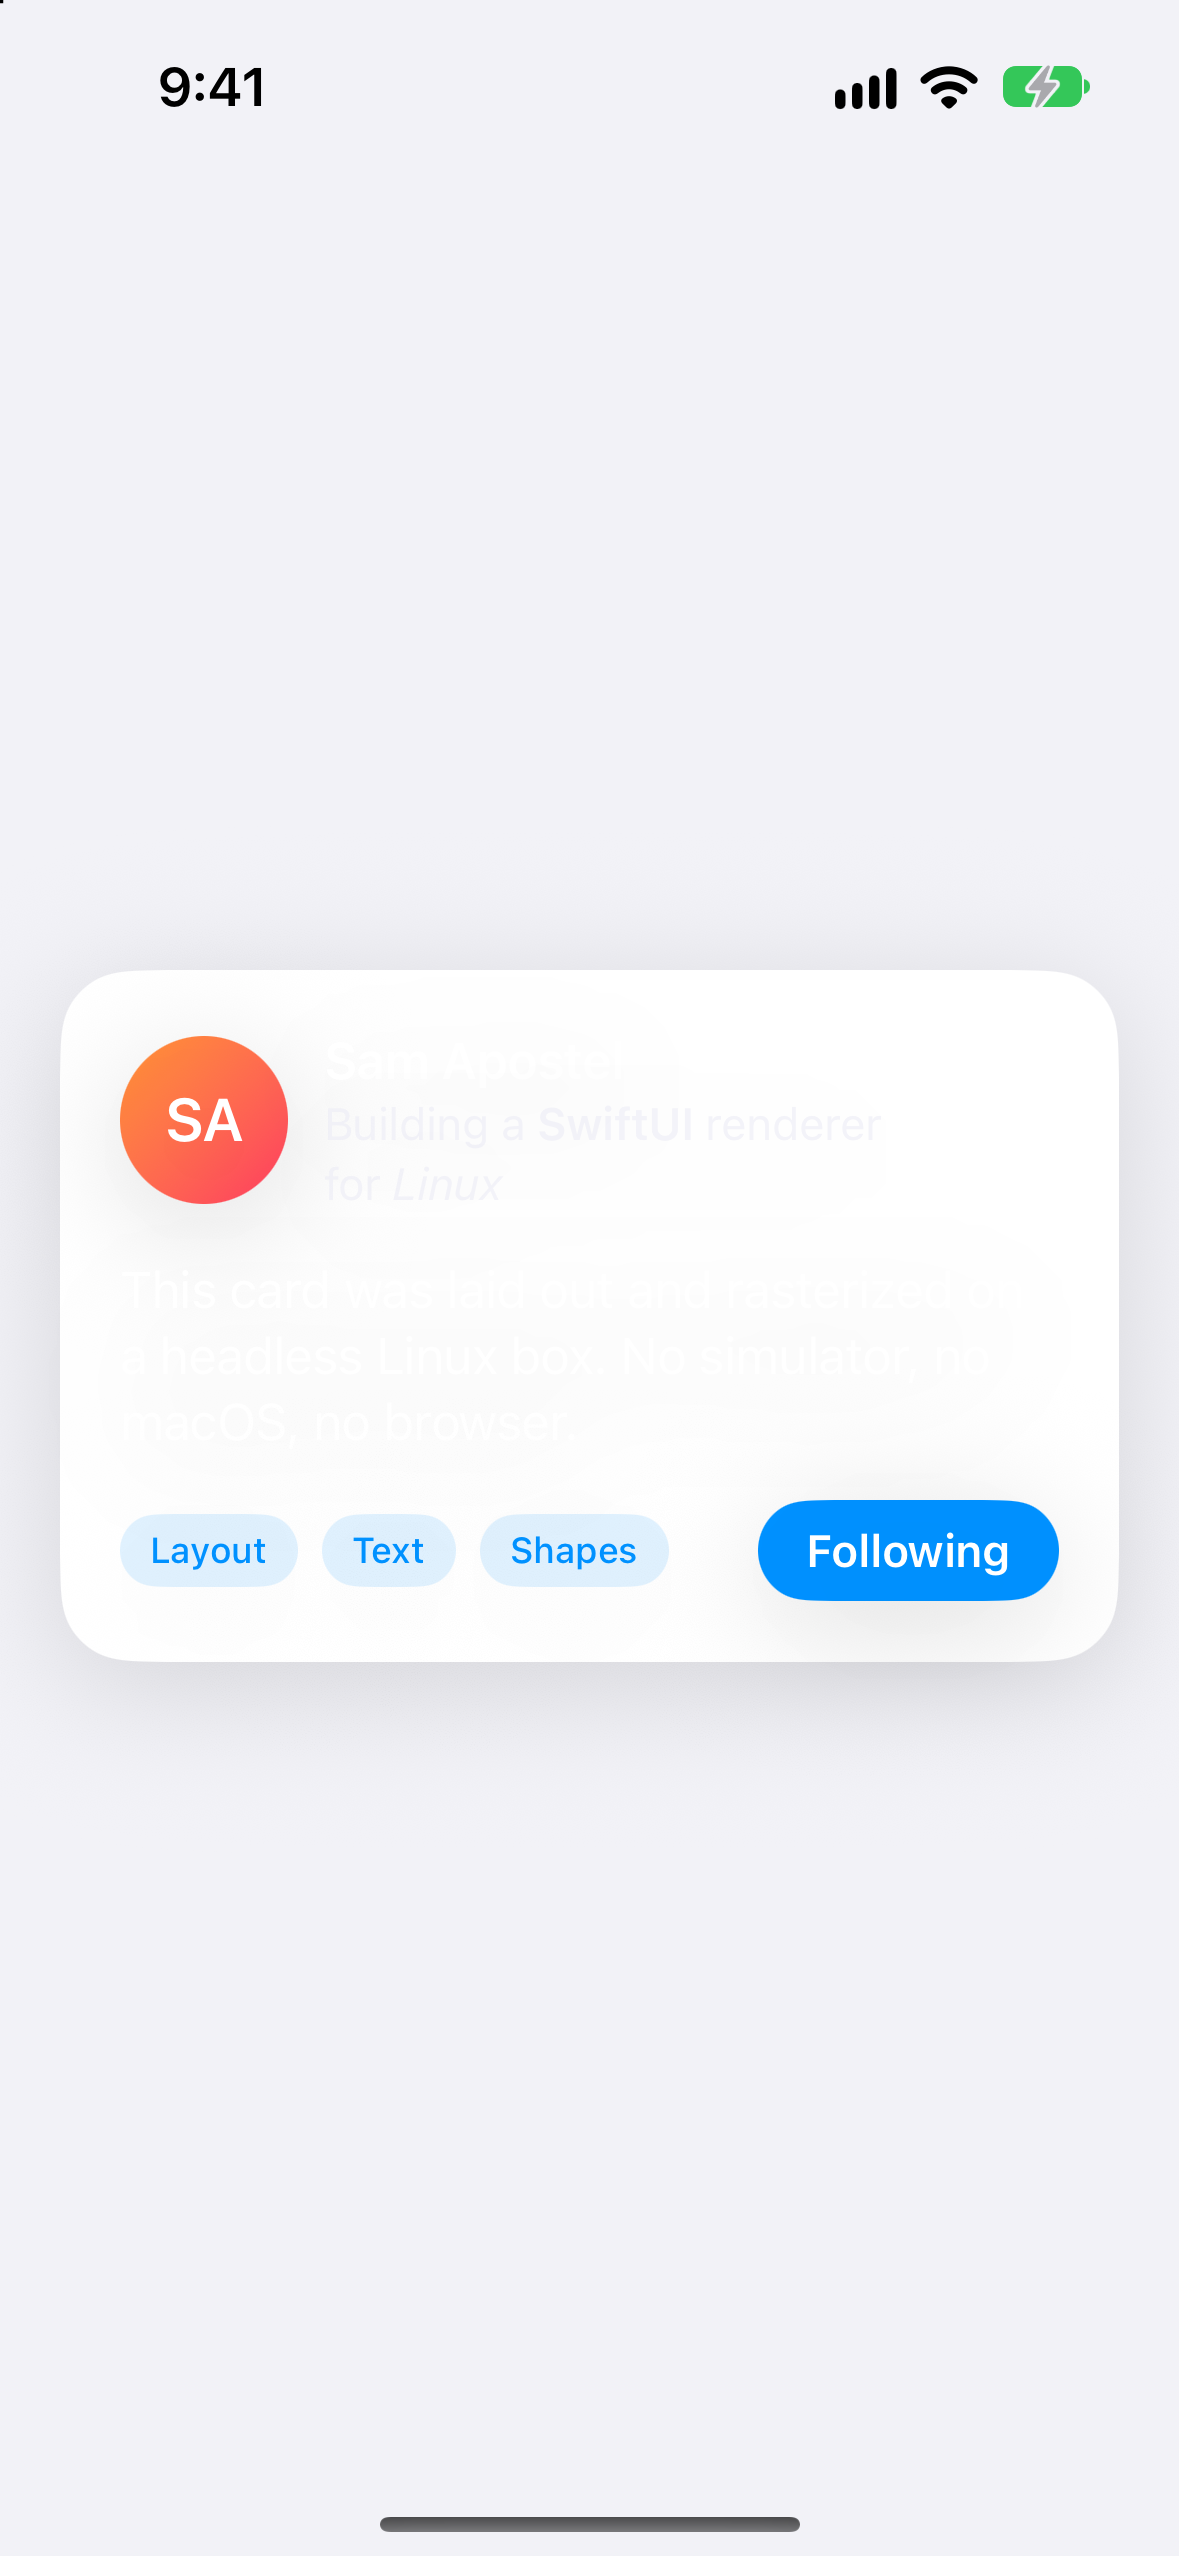 9:41
SA
Sam Apostel
Building a SwiftUI renderer
for Linux
This card was laid out and rasterized on
a headless Linux box. No simulator, no
macOS, no browser.
Layout
Text
Shapes
Following